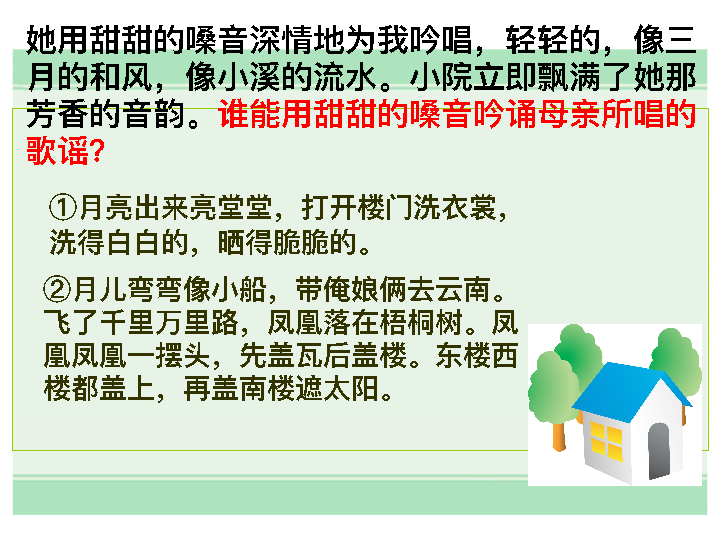 她用甜甜的嗓音深情地为我吟唱，轻轻的，像三
月的和风，像小溪的流水。小院立即飘满了她那
芳香的音韵。谁能用甜甜的嗓音吟诵母亲所唱的
歌谣？
①月亮出来亮堂堂，打开楼门洗衣裳，
洗得白白的，晒得脆脆的。
②月儿弯弯像小船，带俺娘俩去云南。
飞了千里万里路，凤凰落在梧桐树。凤
凰凤凰一摆头，先盖瓦后盖楼。东楼西
楼都盖上，再盖南楼遮太阳。